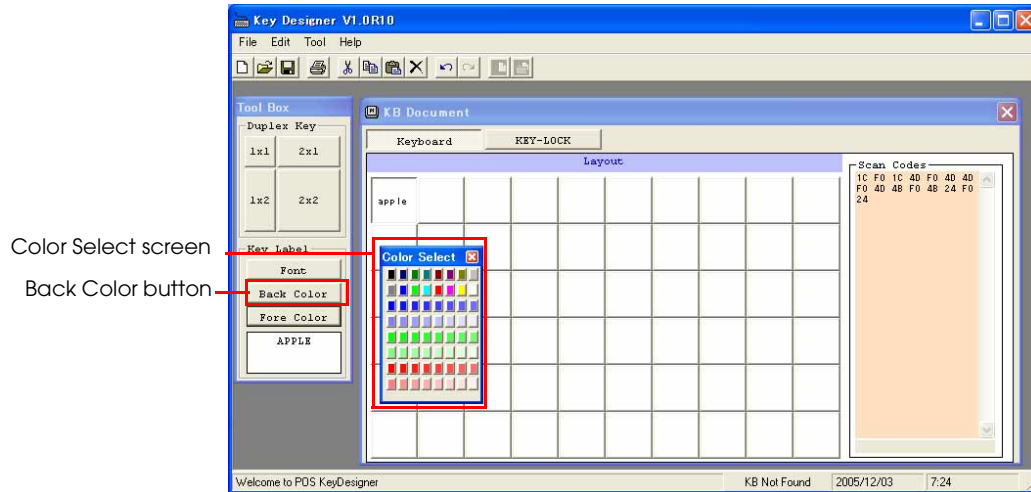 Key Designer V1.0R10
File Edit Tool Help
Tool Box
Duplex Key
1x1 2x1
1x2 2x2
Key Label
Font
Back Color
Fore Color
APPLE
KB Document
Keyboard KEY-LOCK
Layout
apple
Color Select
Scan Codes
1C F0 1C 4D F0 4D 4D
F0 4D 4B F0 4B 24 F0
24
Color Select screen
Back Color button
Welcome to POS KeyDesigner KB Not Found 2005/12/03 7:24